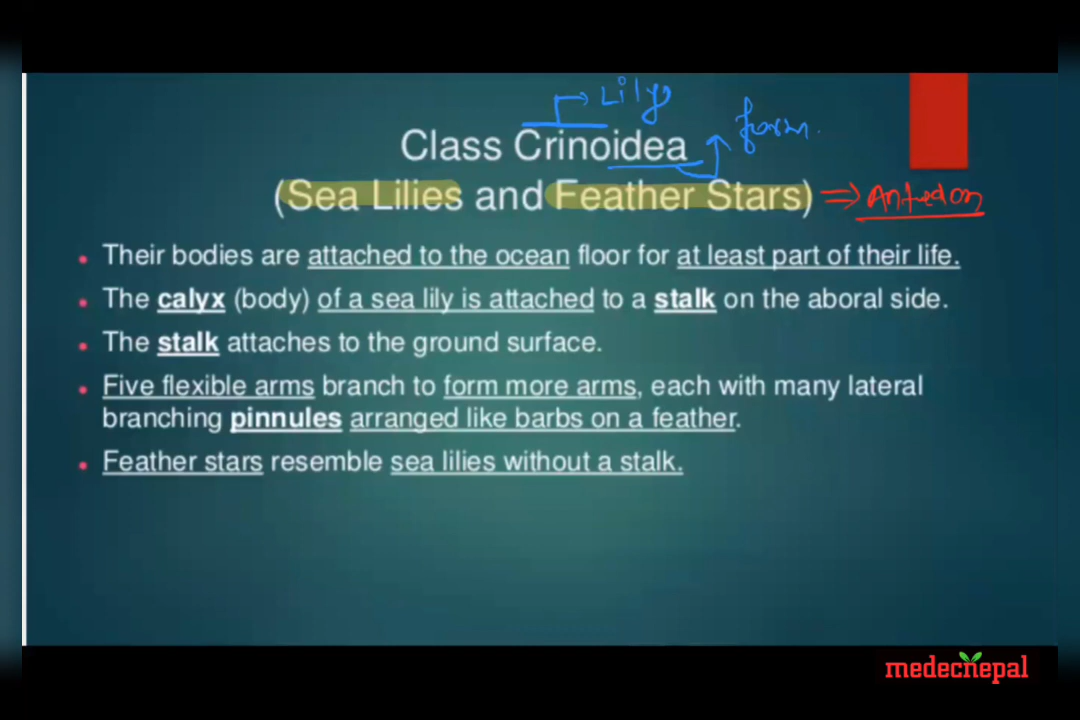 Lily
Class Crinoidea
form
(Sea Lilies and Feather Stars) ⇒ Antedon
• Their bodies are attached to the ocean floor for at least part of their life.
• The calyx (body) of a sea lily is attached to a stalk on the aboral side.
• The stalk attaches to the ground surface.
• Five flexible arms branch to form more arms, each with many lateral
branching pinnules arranged like barbs on a feather.
• Feather stars resemble sea lilies without a stalk.
medecnepal